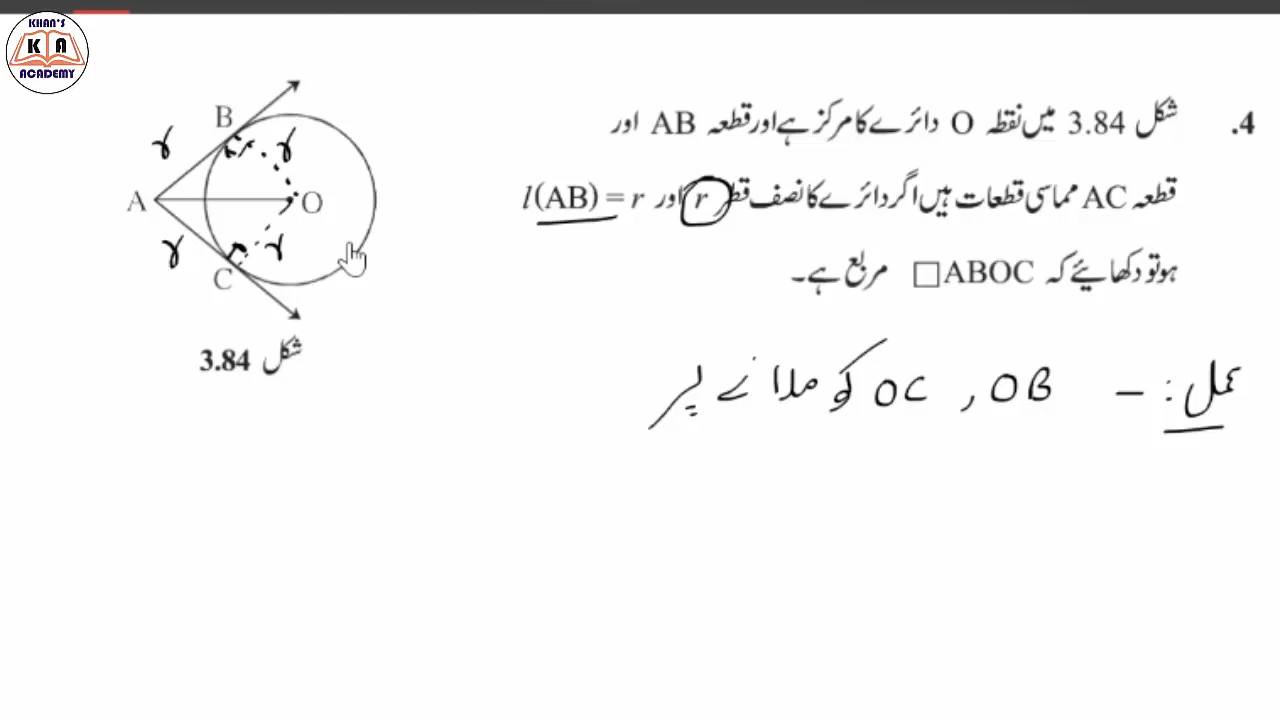 KHAN'S
K A
ACADEMY
4. شکل 3.84 میں نقطہ O دائرے کا مرکز ہے اور قطعہ AB اور
قطعہ AC مماسی قطعات ہیں اگر دائرے کا نصف قطر r اور l(AB) = r
ہو تو دکھائیے کہ □ABOC مربع ہے۔
B
r r
A O
r r
C
شکل 3.84
عمل : – OB , OC کو ملانے پر